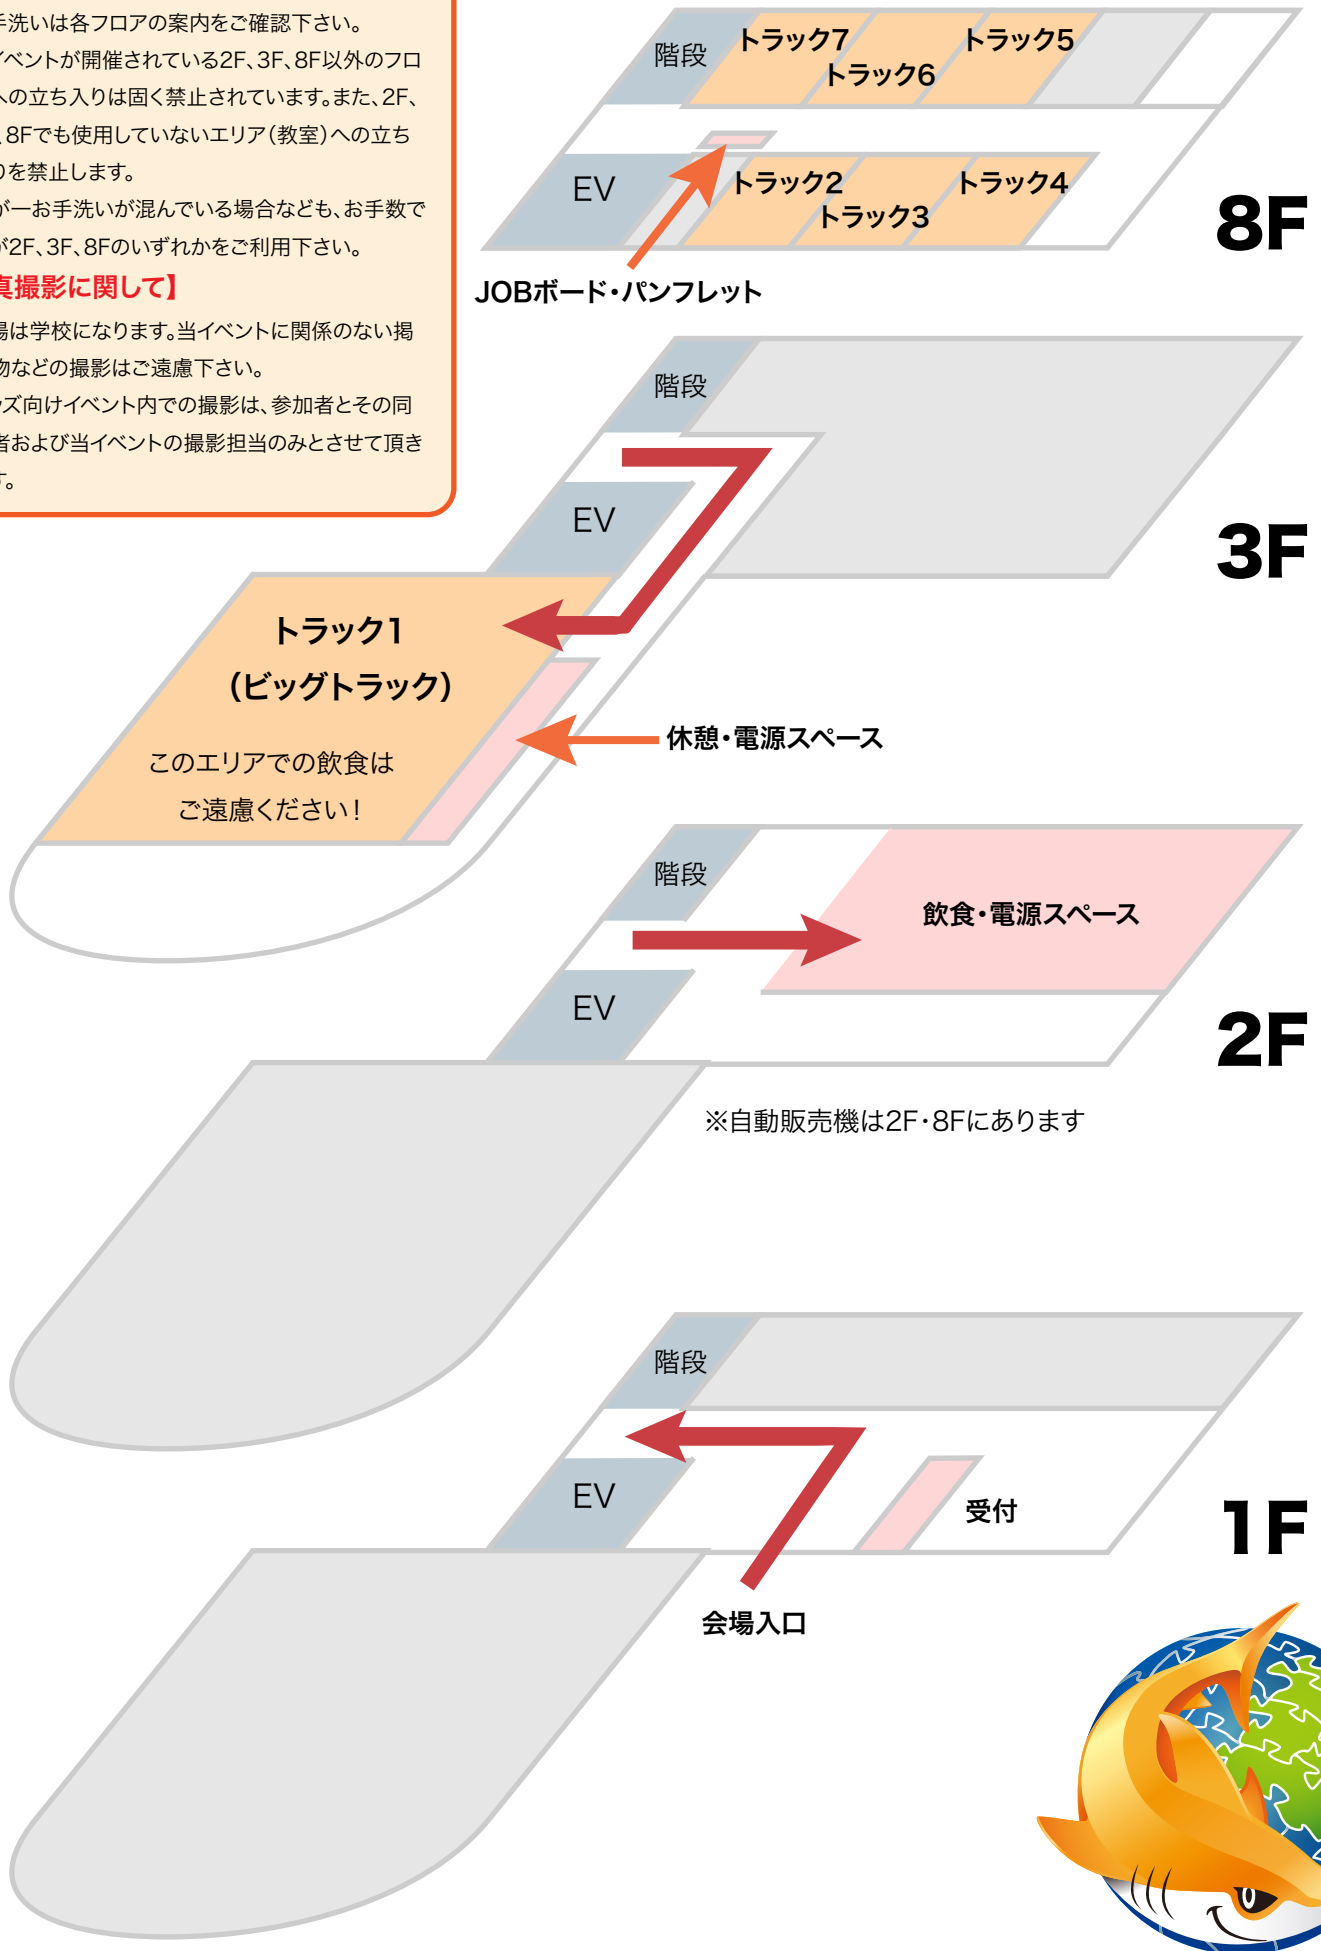 手洗いは各フロアの案内をご確認下さい。
イベントが開催されている2F、3F、8F以外のフロ
への立ち入りは固く禁止されています。また、2F、
、8Fでも使用していないエリア（教室）への立ち
りを禁止します。
が一お手洗いが混んでいる場合なども、お手数で
が2F、3F、8Fのいずれかをご利用下さい。
真撮影に関して】
場は学校になります。当イベントに関係のない掲
物などの撮影はご遠慮下さい。
ッズ向けイベント内での撮影は、参加者とその同
者および当イベントの撮影担当のみとさせて頂き
す。
階段
トラック7
トラック6
トラック5
EV
トラック2
トラック3
トラック4
8F
JOBボード・パンフレット
階段
EV
3F
トラック1
（ビッグトラック）
このエリアでの飲食は
ご遠慮ください！
休憩・電源スペース
階段
飲食・電源スペース
EV
2F
※自動販売機は2F・8Fにあります
階段
EV
受付
1F
会場入口